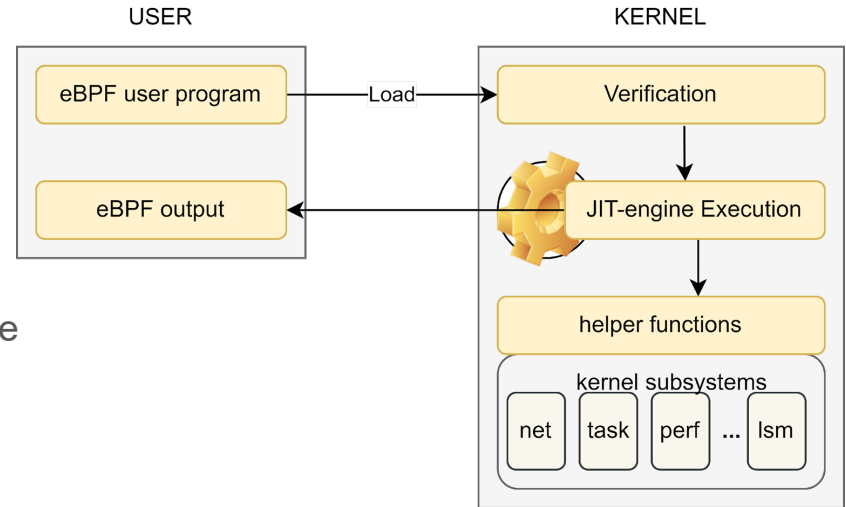 USER
KERNEL
eBPF user program
Load
Verification
eBPF output
JIT-engine Execution
e
helper functions
kernel subsystems
net
task
perf
...
lsm